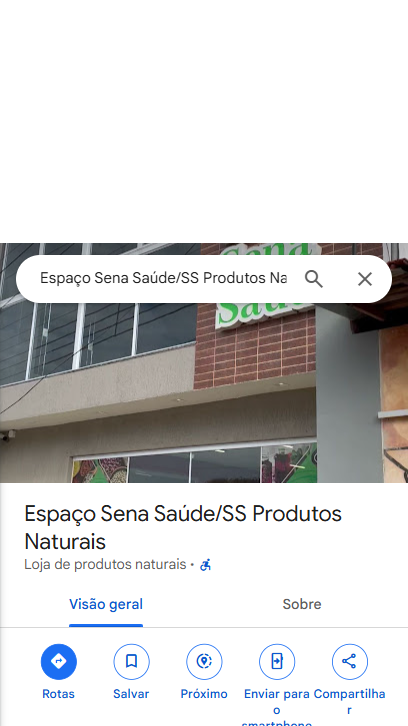 Sena
Saúde
Espaço Sena Saúde/SS Produtos Na
Espaço Sena Saúde/SS Produtos
Naturais
Loja de produtos naturais ·
Visão geral
Sobre
Rotas
Salvar
Próximo
Enviar para
o
smartphone
Compartilha
r